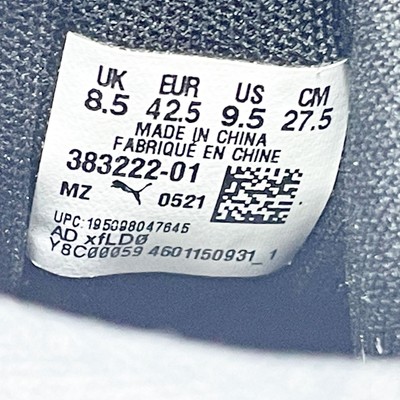 UK EUR US CM
8.5 42.5 9.5 27.5
MADE IN CHINA
FABRIQUÉ EN CHINE
383222-01
MZ 0521
UPC:195098047645
AD xfLD0
Y8C00059 4601150931_1